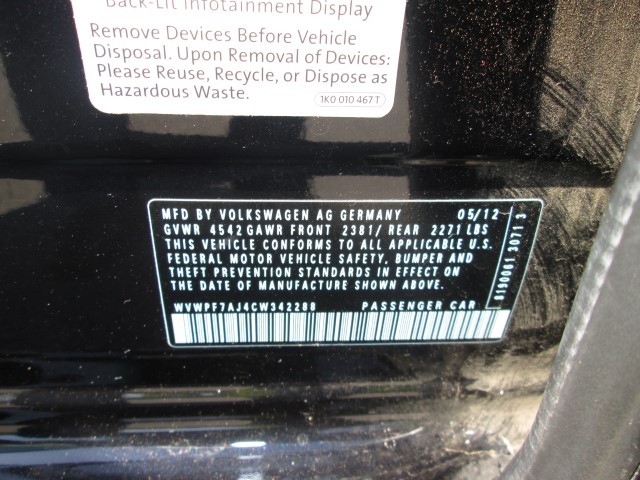 Back-Lit Infotainment Display
Remove Devices Before Vehicle
Disposal. Upon Removal of Devices:
Please Reuse, Recycle, or Dispose as
Hazardous Waste.
1K0 010 467 T
MFD BY VOLKSWAGEN AG GERMANY 05/12
GVWR 4542 GAWR FRONT 2381/ REAR 2271 LBS
THIS VEHICLE CONFORMS TO ALL APPLICABLE U.S.
FEDERAL MOTOR VEHICLE SAFETY, BUMPER AND
THEFT PREVENTION STANDARDS IN EFFECT ON
THE DATE OF MANUFACTURE SHOWN ABOVE.
WVWPF7AJ4CW342288 PASSENGER CAR